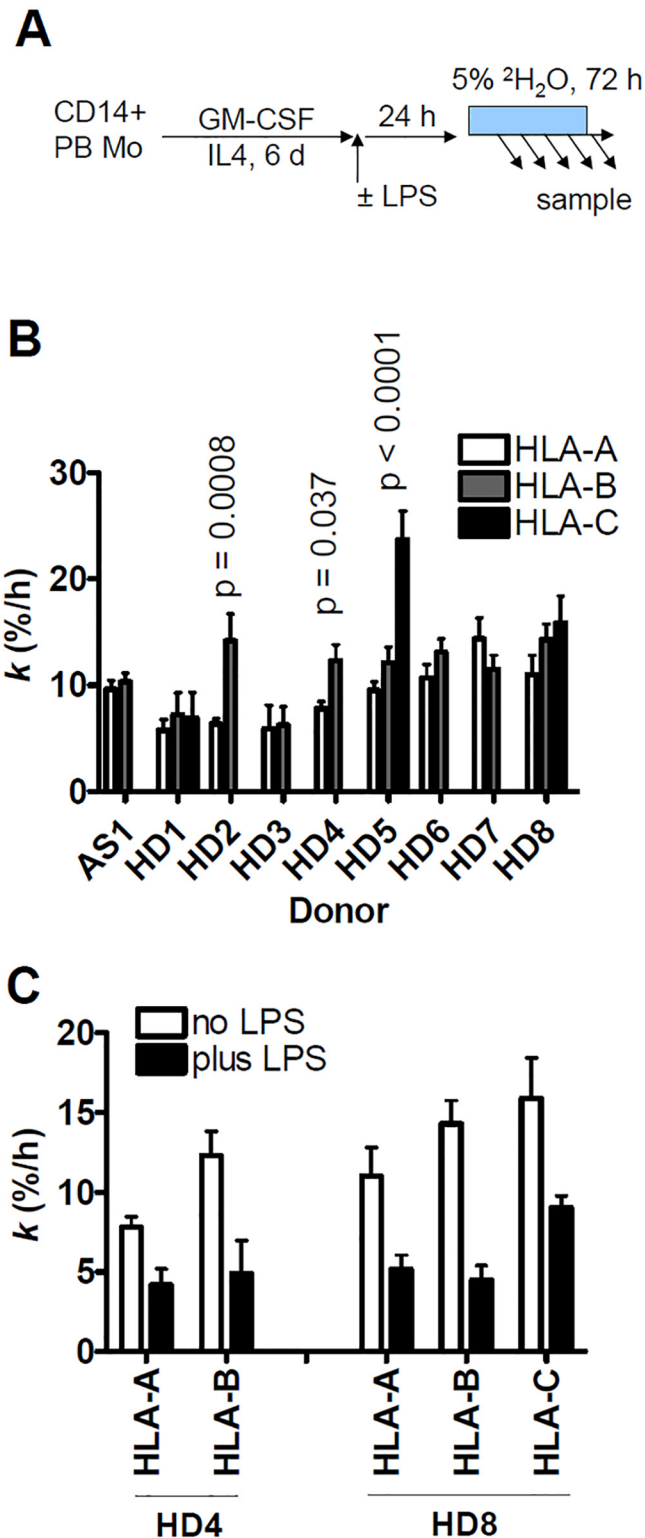 A
5% ²H₂O, 72 h
CD14+
PB Mo
GM-CSF
IL4, 6 d
24 h
± LPS
sample
B
p = 0.0008
p = 0.037
p < 0.0001
HLA-A
HLA-B
HLA-C
30
20
10
0
k (%/h)
AS1 HD1 HD2 HD3 HD4 HD5 HD6 HD7 HD8
Donor
C
no LPS
plus LPS
20
15
10
5
0
k (%/h)
HLA-A HLA-B HLA-A HLA-B HLA-C
HD4 HD8